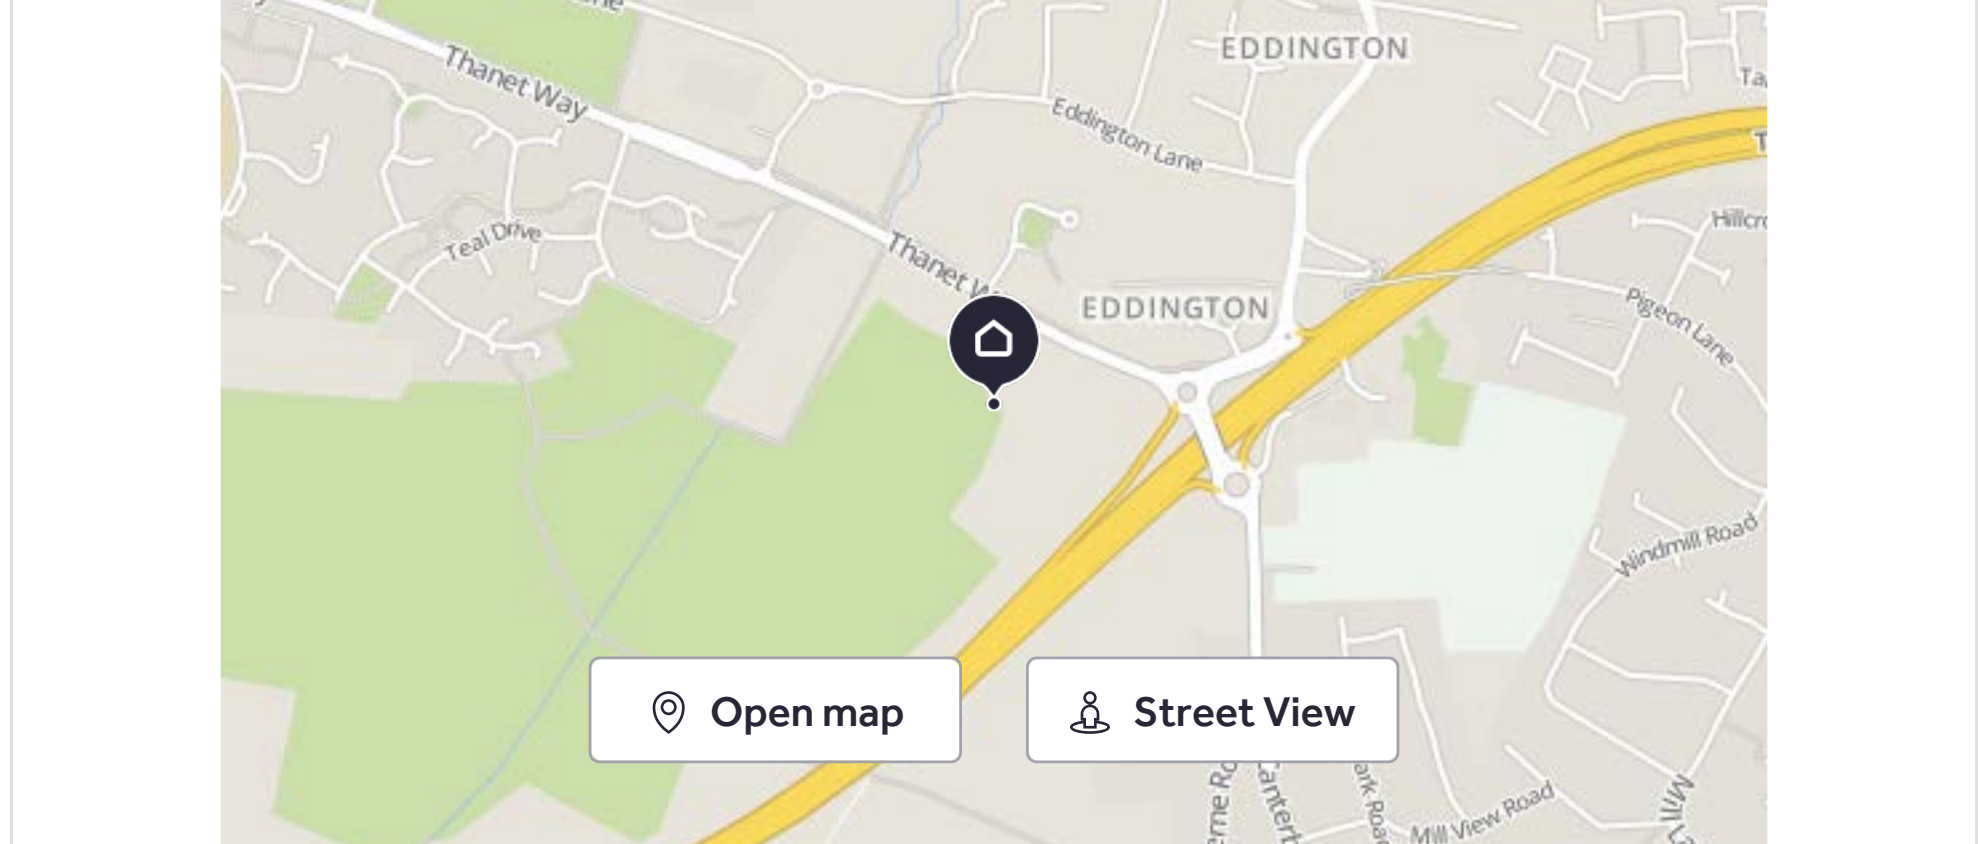 Thanet Way
EDDINGTON
Eddington Lane
Teal Drive
Thanet W
EDDINGTON
Pigeon Lane
Windmill Road
Open map
Street View
Mill View Road
Mill